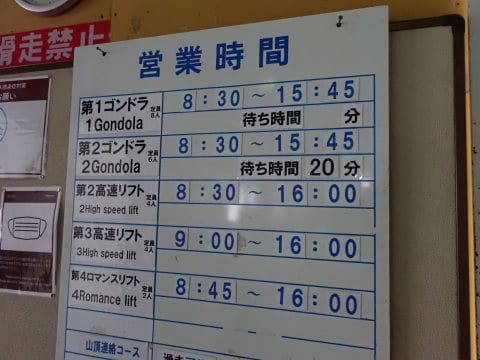 滑走禁止
お願い
営業時間
第1ゴンドラ 定員8人 8:30～15:45
1Gondola 待ち時間 分
第2ゴンドラ 定員6人 8:30～15:45
2Gondola 待ち時間 20 分
第2高速リフト 定員4人 8:30～16:00
2High speed lift
第3高速リフト 定員4人 9:00～16:00
3High speed lift
第4ロマンスリフト 定員2人 8:45～16:00
4Romance lift
山頂連絡コース